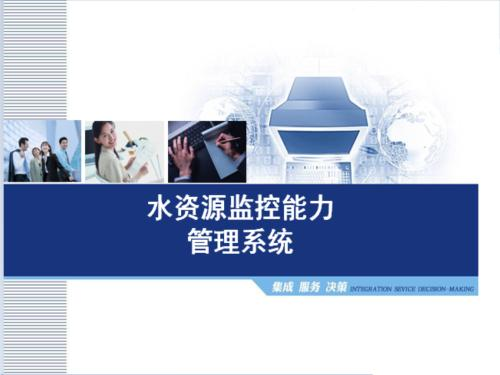 水资源监控能力
管理系统
集成 服务 决策 INTEGRATION SEVICE DECISION-MAKING